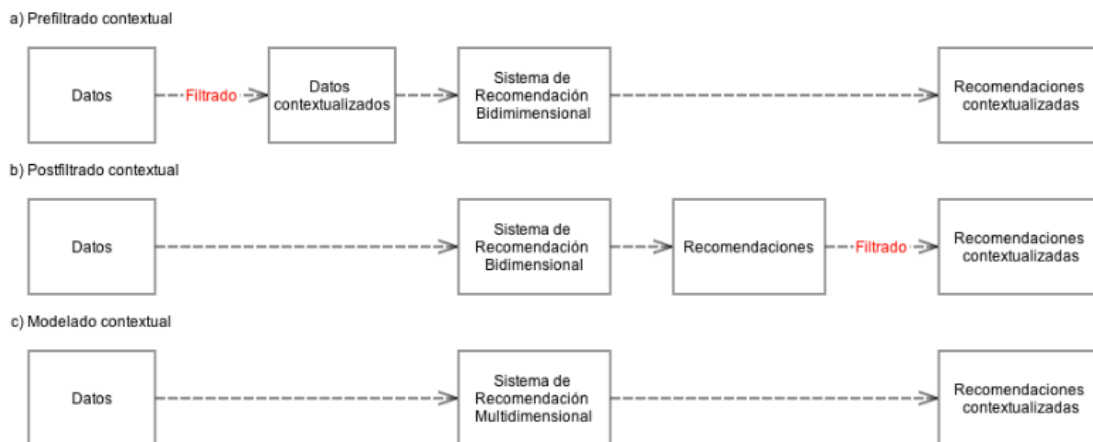 a) Prefiltrado contextual
Datos
Filtrado
Datos
contextualizados
Sistema de
Recomendación
Bidimimensional
Recomendaciones
contextualizadas
b) Postfiltrado contextual
Datos
Sistema de
Recomendación
Bidimensional
Recomendaciones
Filtrado
Recomendaciones
contextualizadas
c) Modelado contextual
Datos
Sistema de
Recomendación
Multidimensional
Recomendaciones
contextualizadas